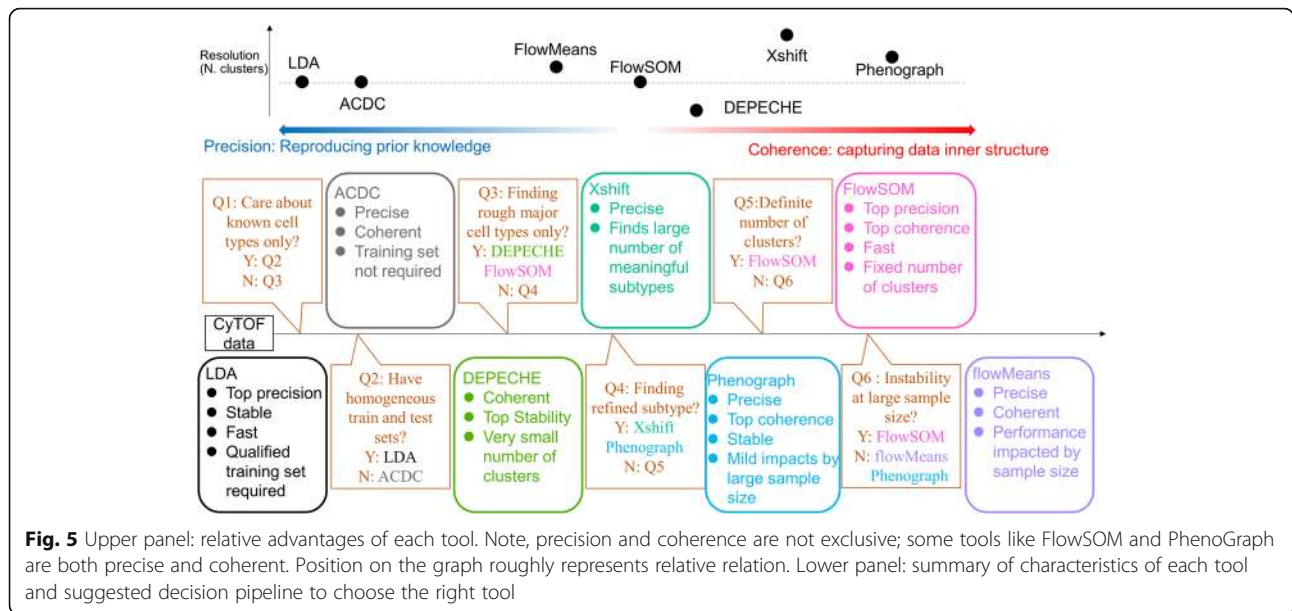 Resolution
(N. clusters)
LDA
ACDC
FlowMeans
FlowSOM
DEPECHE
Xshift
Phenograph
Precision: Reproducing prior knowledge
Coherence: capturing data inner structure
Q1: Care about
known cell
types only?
Y: Q2
N: Q3
ACDC
● Precise
● Coherent
● Training set
not required
Q3: Finding
rough major
cell types only?
Y: DEPECHE
FlowSOM
N: Q4
Xshift
● Precise
● Finds large
number of
meaningful
subtypes
Q5:Definite
number of
clusters?
Y: FlowSOM
N: Q6
FlowSOM
● Top precision
● Top coherence
● Fast
● Fixed number
of clusters
CyTOF
data
LDA
● Top precision
● Stable
● Fast
● Qualified
training set
required
Q2: Have
homogeneous
train and test
sets?
Y: LDA
N: ACDC
DEPECHE
● Coherent
● Top Stability
● Very small
number of
clusters
Q4: Finding
refined subtype?
Y: Xshift
Phenograph
N: Q5
Phenograph
● Precise
● Top coherence
● Stable
● Mild impacts by
large sample
size
Q6 : Instability
at large sample
size?
Y: FlowSOM
N: flowMeans
Phenograph
flowMeans
● Precise
● Coherent
● Performance
impacted by
sample size
Fig. 5 Upper panel: relative advantages of each tool. Note, precision and coherence are not exclusive; some tools like FlowSOM and PhenoGraph
are both precise and coherent. Position on the graph roughly represents relative relation. Lower panel: summary of characteristics of each tool
and suggested decision pipeline to choose the right tool